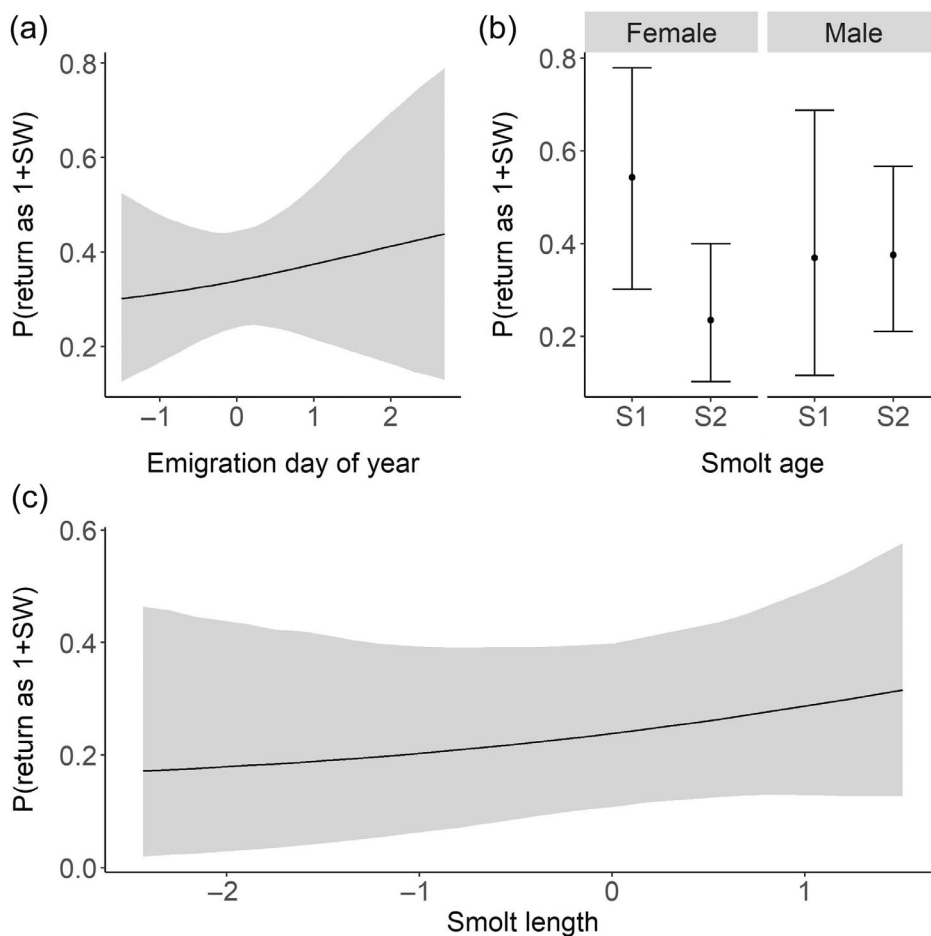 (a)
P(return as 1+SW)
0.8
0.6
0.4
0.2
–1 0 1 2
Emigration day of year
(b)
Female Male
P(return as 1+SW)
0.8
0.6
0.4
0.2
S1 S2 S1 S2
Smolt age
(c)
P(return as 1+SW)
0.6
0.4
0.2
0.0
–2 –1 0 1
Smolt length